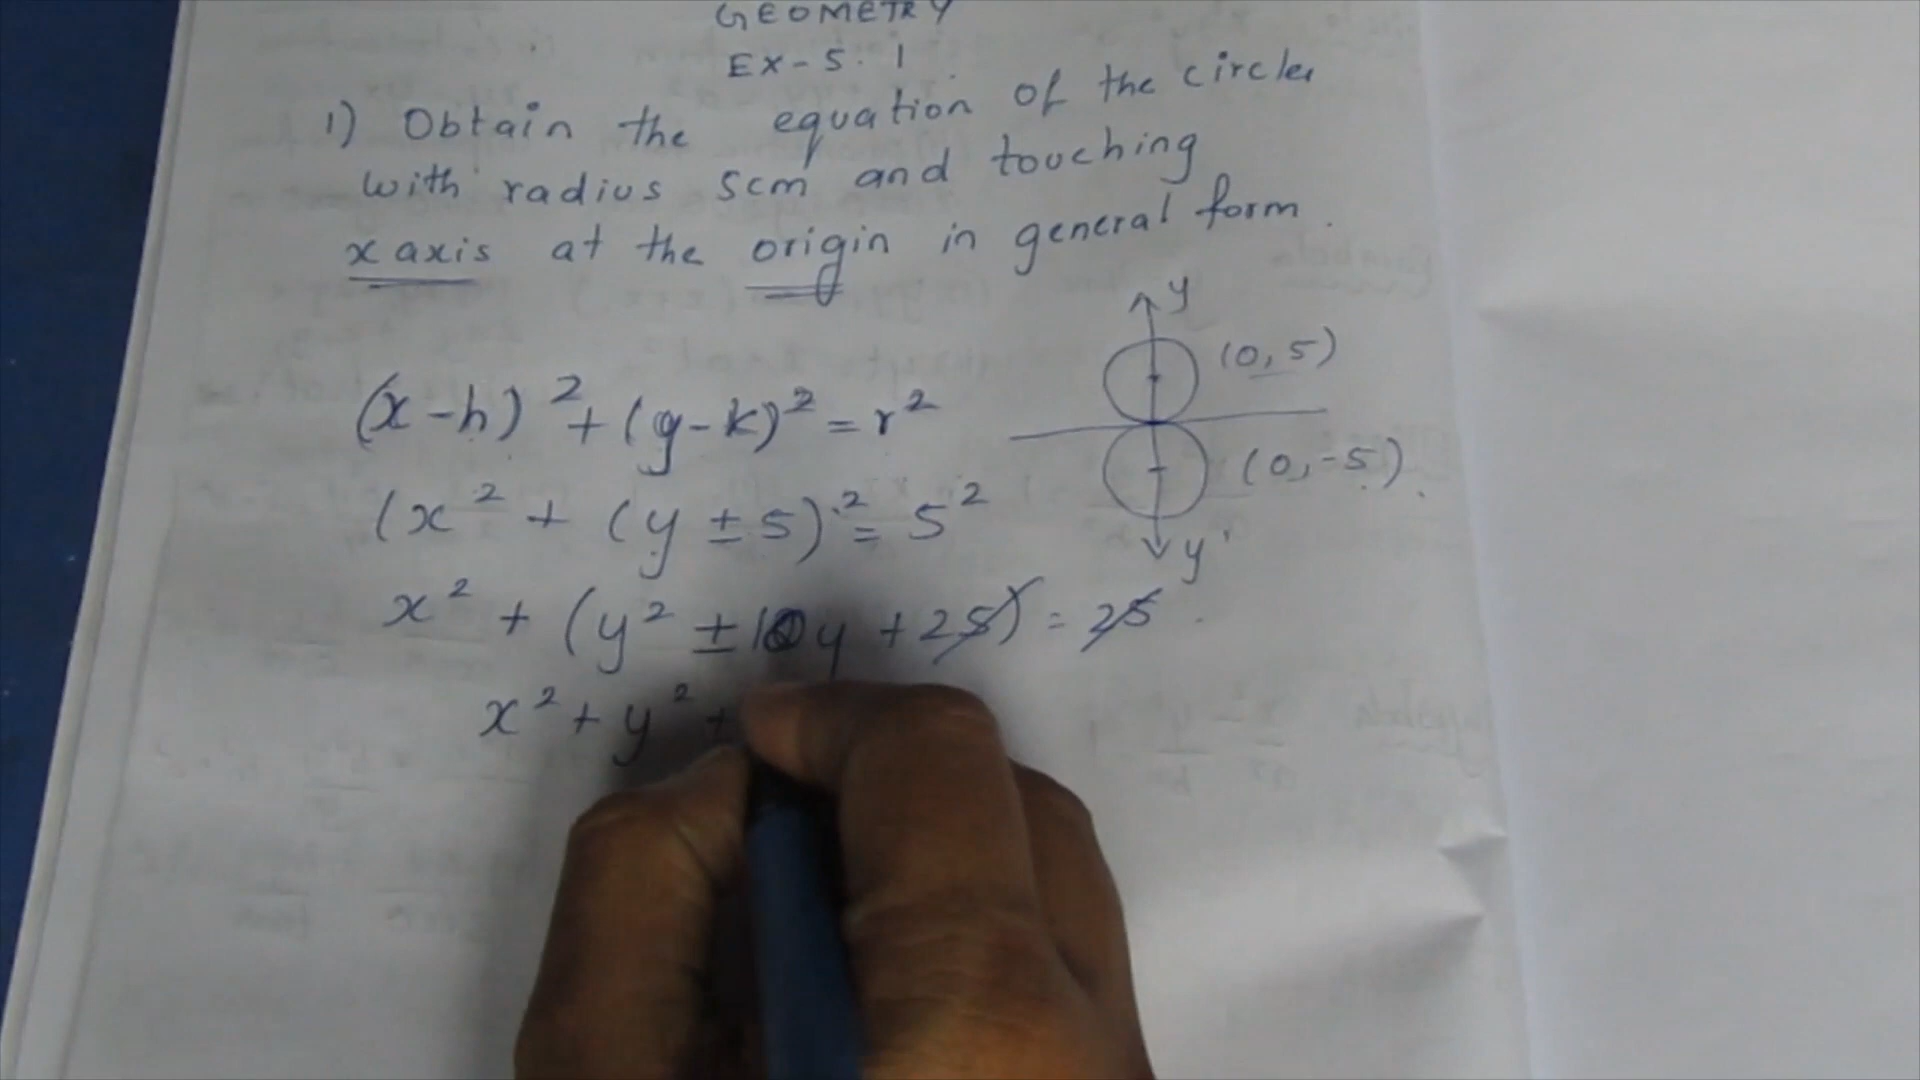 GEOMETRY
EX-5.1
1) Obtain the equation of the circles
with radius 5cm and touching
x axis at the origin in general form.
y
(0, 5)
(x-h)² + (y-k)² = r²
(0, -5).
(x² + (y ± 5)² = 5²
y'
x² + (y² ± 10y + 25) = 25
x² + y² +